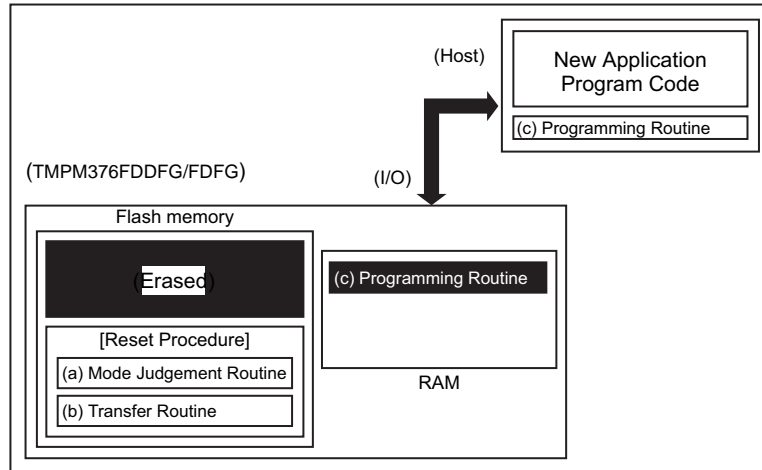 (Host)
New Application
Program Code
(c) Programming Routine
(TMPM376FDDFG/FDFG)
(I/O)
Flash memory
(Erased)
(c) Programming Routine
[Reset Procedure]
(a) Mode Judgement Routine
(b) Transfer Routine
RAM